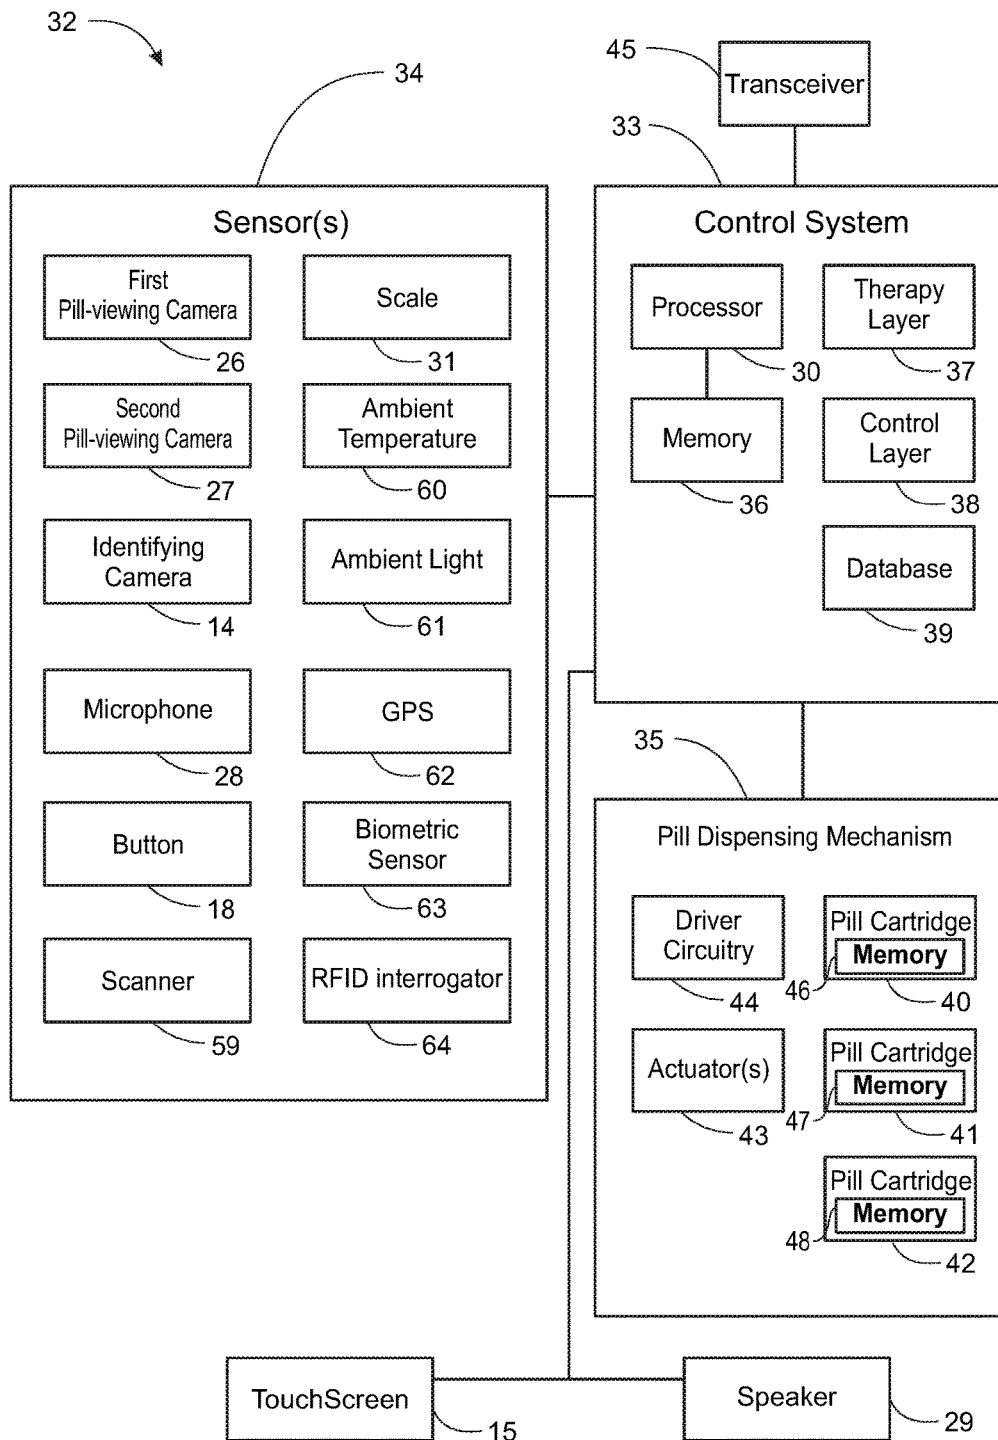 32
34
45
Transceiver
33
Sensor(s)
First
Pill-viewing Camera
26
Scale
31
Second
Pill-viewing Camera
27
Ambient
Temperature
60
Identifying
Camera
14
Ambient Light
61
Microphone
28
GPS
62
Button
18
Biometric
Sensor
63
Scanner
59
RFID interrogator
64
Control System
Processor
30
Therapy
Layer
37
Memory
36
Control
Layer
38
Database
39
35
Pill Dispensing Mechanism
Driver
Circuitry
44
Pill Cartridge
Memory
46
40
Actuator(s)
43
Pill Cartridge
Memory
47
41
Pill Cartridge
Memory
48
42
TouchScreen
15
Speaker
29